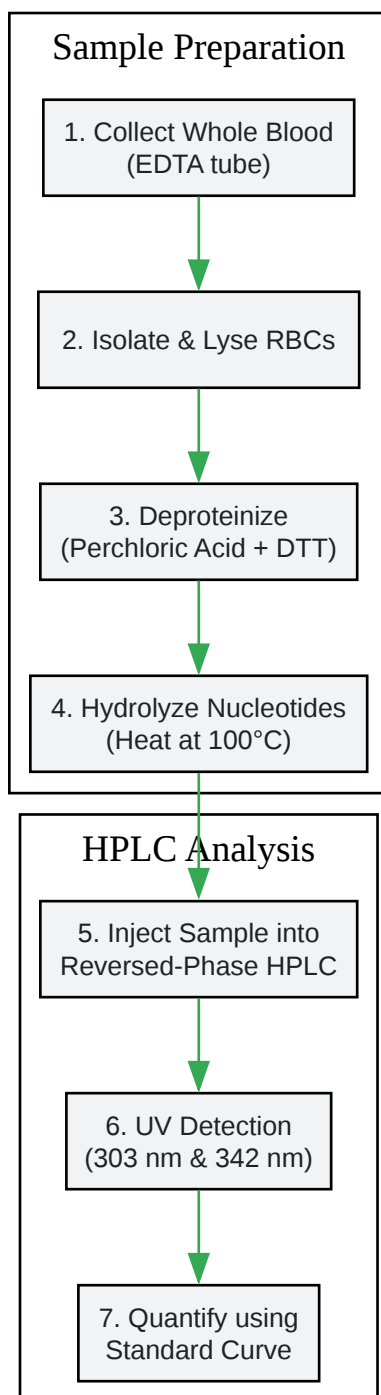 Sample Preparation
1. Collect Whole Blood
(EDTA tube)
2. Isolate & Lyse RBCs
3. Deproteinize
(Perchloric Acid + DTT)
4. Hydrolyze Nucleotides
(Heat at 100°C)
HPLC Analysis
5. Inject Sample into
Reversed-Phase HPLC
6. UV Detection
(303 nm & 342 nm)
7. Quantify using
Standard Curve